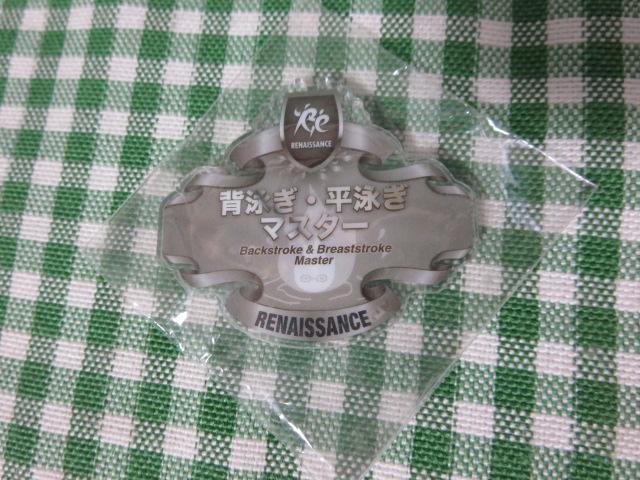 RENAISSANCE
背泳ぎ・平泳ぎ
マスター
Backstroke & Breaststroke
Master
RENAISSANCE